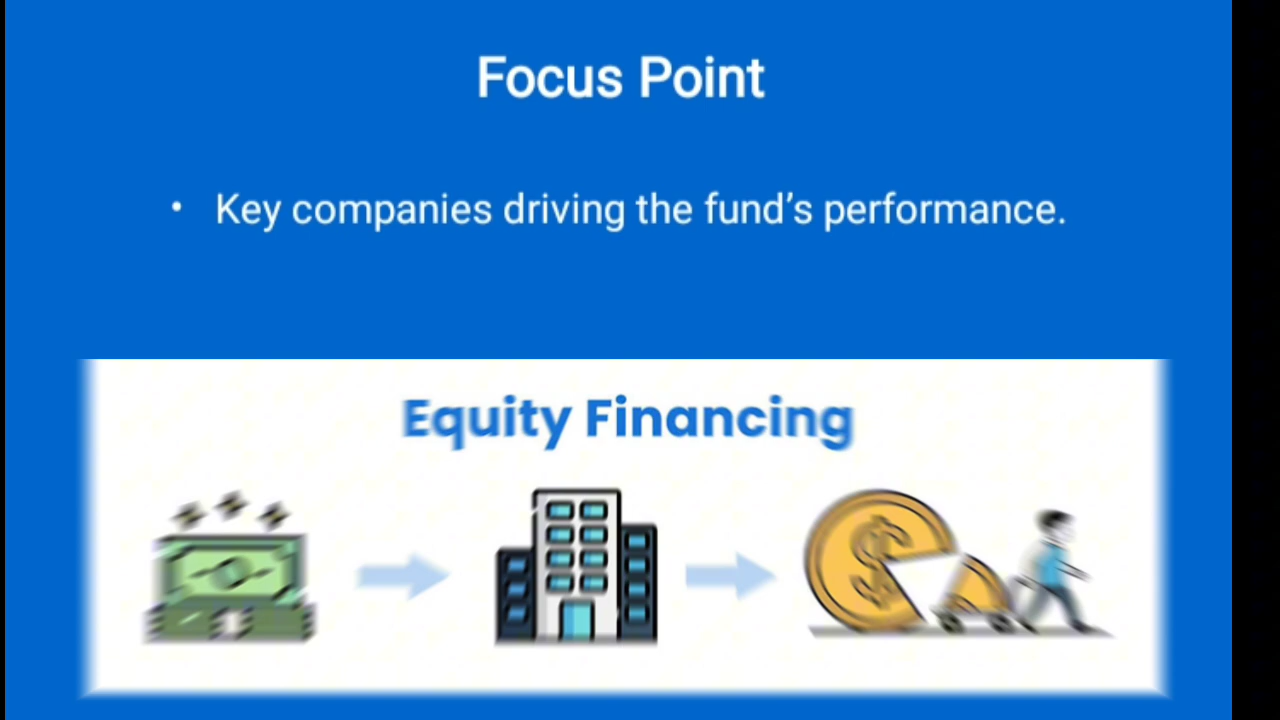 Focus Point
• Key companies driving the fund’s performance.
Equity Financing